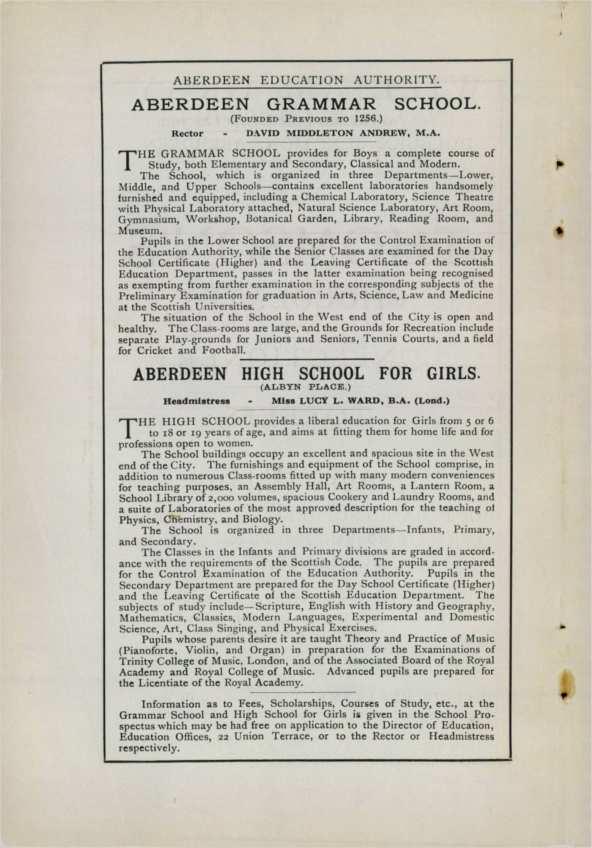 ABERDEEN EDUCATION AUTHORITY.
ABERDEEN GRAMMAR SCHOOL.
(FOUNDED PREVIOUS TO 1256.)
Rector - DAVID MIDDLETON ANDREW, M.A.
THE GRAMMAR SCHOOL provides for Boys a complete course of
Study, both Elementary and Secondary, Classical and Modern.
The School, which is organized in three Departments—Lower,
Middle, and Upper Schools—contains excellent laboratories handsomely
furnished and equipped, including a Chemical Laboratory, Science Theatre
with Physical Laboratory attached, Natural Science Laboratory, Art Room,
Gymnasium, Workshop, Botanical Garden, Library, Reading Room, and
Museum.
Pupils in the Lower School are prepared for the Control Examination of
the Education Authority, while the Senior Classes are examined for the Day
School Certificate (Higher) and the Leaving Certificate of the Scottish
Education Department, passes in the latter examination being recognised
as exempting from further examination in the corresponding subjects of the
Preliminary Examination for graduation in Arts, Science, Law and Medicine
at the Scottish Universities.
The situation of the School in the West end of the City is open and
healthy. The Class-rooms are large, and the Grounds for Recreation include
separate Play-grounds for Juniors and Seniors, Tennis Courts, and a field
for Cricket and Football.
ABERDEEN HIGH SCHOOL FOR GIRLS.
(ALBYN PLACE.)
Headmistress - Miss LUCY L. WARD, B.A. (Lond.)
THE HIGH SCHOOL provides a liberal education for Girls from 5 or 6
to 18 or 19 years of age, and aims at fitting them for home life and for
professions open to women.
The School buildings occupy an excellent and spacious site in the West
end of the City. The furnishings and equipment of the School comprise, in
addition to numerous Class-rooms fitted up with many modern conveniences
for teaching purposes, an Assembly Hall, Art Rooms, a Lantern Room, a
School Library of 2,000 volumes, spacious Cookery and Laundry Rooms, and
a suite of Laboratories of the most approved description for the teaching of
Physics, Chemistry, and Biology.
The School is organized in three Departments—Infants, Primary,
and Secondary.
The Classes in the Infants and Primary divisions are graded in accord-
ance with the requirements of the Scottish Code. The pupils are prepared
for the Control Examination of the Education Authority. Pupils in the
Secondary Department are prepared for the Day School Certificate (Higher)
and the Leaving Certificate of the Scottish Education Department. The
subjects of study include—Scripture, English with History and Geography,
Mathematics, Classics, Modern Languages, Experimental and Domestic
Science, Art, Class Singing, and Physical Exercises.
Pupils whose parents desire it are taught Theory and Practice of Music
(Pianoforte, Violin, and Organ) in preparation for the Examinations of
Trinity College of Music, London, and of the Associated Board of the Royal
Academy and Royal College of Music. Advanced pupils are prepared for
the Licentiate of the Royal Academy.
Information as to Fees, Scholarships, Courses of Study, etc., at the
Grammar School and High School for Girls is given in the School Pro-
spectus which may be had free on application to the Director of Education,
Education Offices, 22 Union Terrace, or to the Rector or Headmistress
respectively.